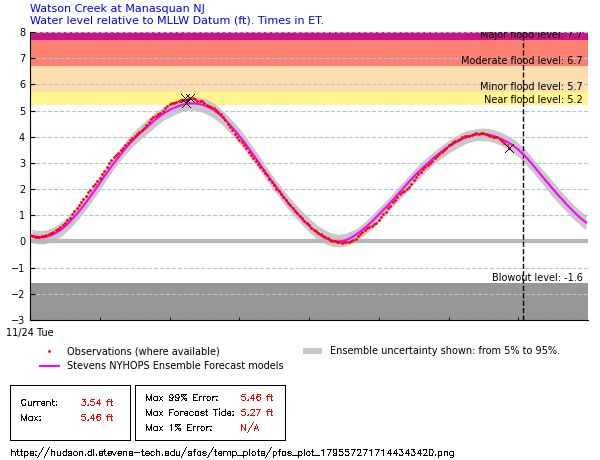 Watson Creek at Manasquan NJ
Water level relative to MLLW Datum (ft). Times in ET.
8
Major flood level: 7.7
7
Moderate flood level: 6.7
6
Minor flood level: 5.7
Near flood level: 5.2
5
4
3
2
1
0
−1
Blowout level: -1.6
−2
−3
11/24 Tue
Observations (where available)
Ensemble uncertainty shown: from 5% to 95%.
Stevens NYHOPS Ensemble Forecast models
Current: 3.54 ft
Max: 5.46 ft
Max 99% Error: 5.46 ft
Max Forecast Tide: 5.27 ft
Max 1% Error: N/A
https://hudson.dl.stevens-tech.edu/sfas/temp_plots/pfas_plot_1795572717144343420.png